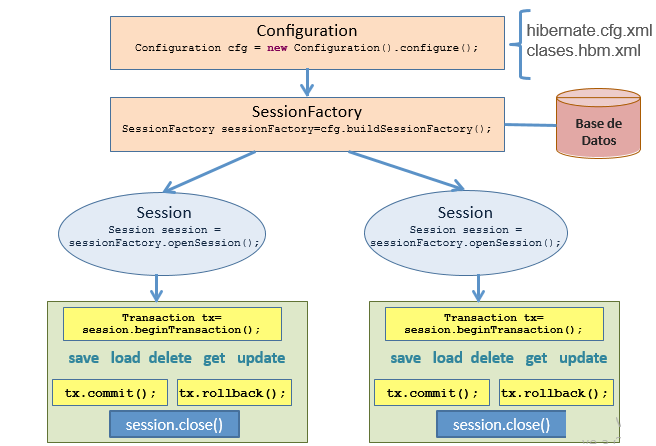 Configuration
Configuration cfg = new Configuration().configure();
hibernate.cfg.xml
clases.hbm.xml
SessionFactory
SessionFactory sessionFactory=cfg.buildSessionFactory();
Base de
Datos
Session
Session session =
sessionFactory.openSession();
Session
Session session =
sessionFactory.openSession();
Transaction tx=
session.beginTransaction();
save load delete get update
tx.commit();
tx.rollback();
session.close()
Transaction tx=
session.beginTransaction();
save load delete get update
tx.commit();
tx.rollback();
session.close()